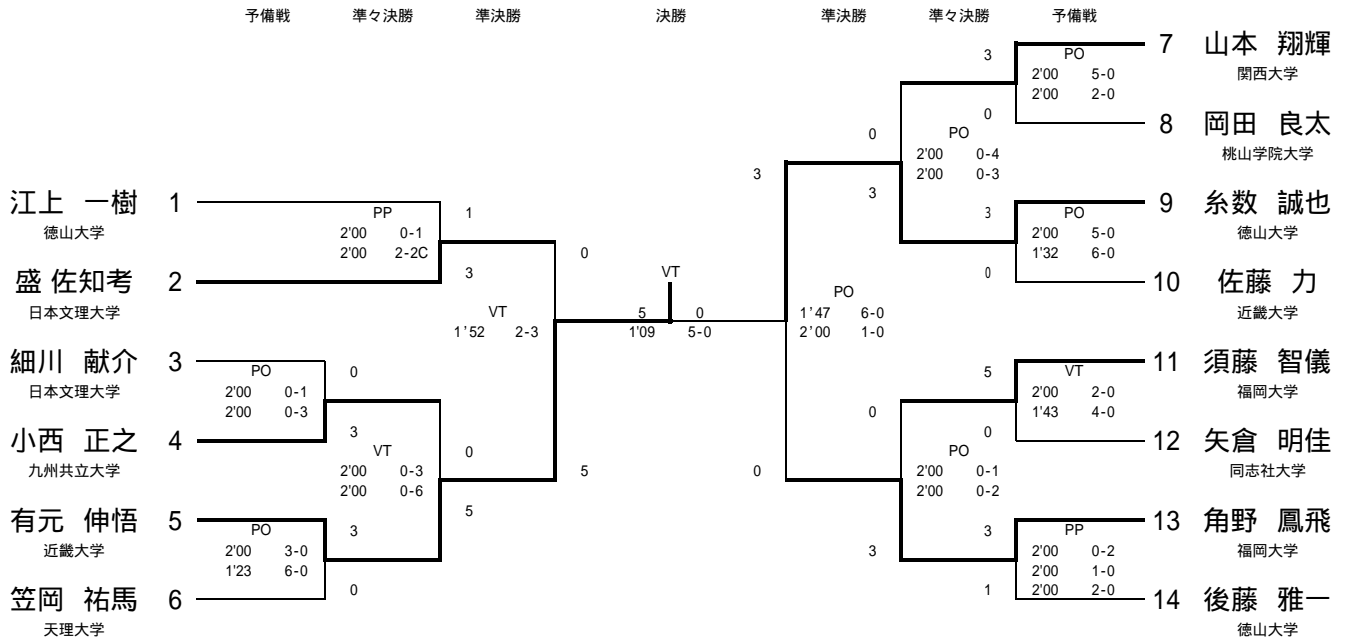 予備戦 準々決勝 準決勝 決勝 準決勝 準々決勝 予備戦
江上 一樹 1
徳山大学
盛 佐知考 2
日本文理大学
細川 献介 3
日本文理大学
小西 正之 4
九州共立大学
有元 伸悟 5
近畿大学
笠岡 祐馬 6
天理大学
PO
2'00 0-1
2'00 0-3
PO
2'00 3-0
1'23 6-0
PP
2'00 0-1
2'00 2-2C
0
3
VT
2'00 0-3
2'00 0-6
3
0
1
3
VT
1'52 2-3
0
5
0
5
VT
5 0
1'09 5-0
3
0
PO
1'47 6-0
2'00 1-0
0
3
0
3
3
0
PO
2'00 0-4
2'00 0-3
3
0
5
0
PO
2'00 0-1
2'00 0-2
3
1
PO
2'00 5-0
2'00 2-0
PO
2'00 5-0
1'32 6-0
VT
2'00 2-0
1'43 4-0
PP
2'00 0-2
2'00 1-0
2'00 2-0
7 山本 翔輝
関西大学
8 岡田 良太
桃山学院大学
9 糸数 誠也
徳山大学
10 佐藤 力
近畿大学
11 須藤 智儀
福岡大学
12 矢倉 明佳
同志社大学
13 角野 鳳飛
福岡大学
14 後藤 雅一
徳山大学